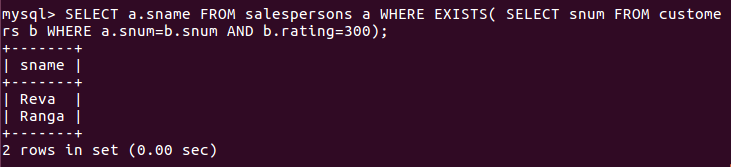 mysql> SELECT a.sname FROM salespersons a WHERE EXISTS( SELECT snum FROM custome
rs b WHERE a.snum=b.snum AND b.rating=300);
+-------+
| sname |
+-------+
| Reva  |
| Ranga |
+-------+
2 rows in set (0.00 sec)